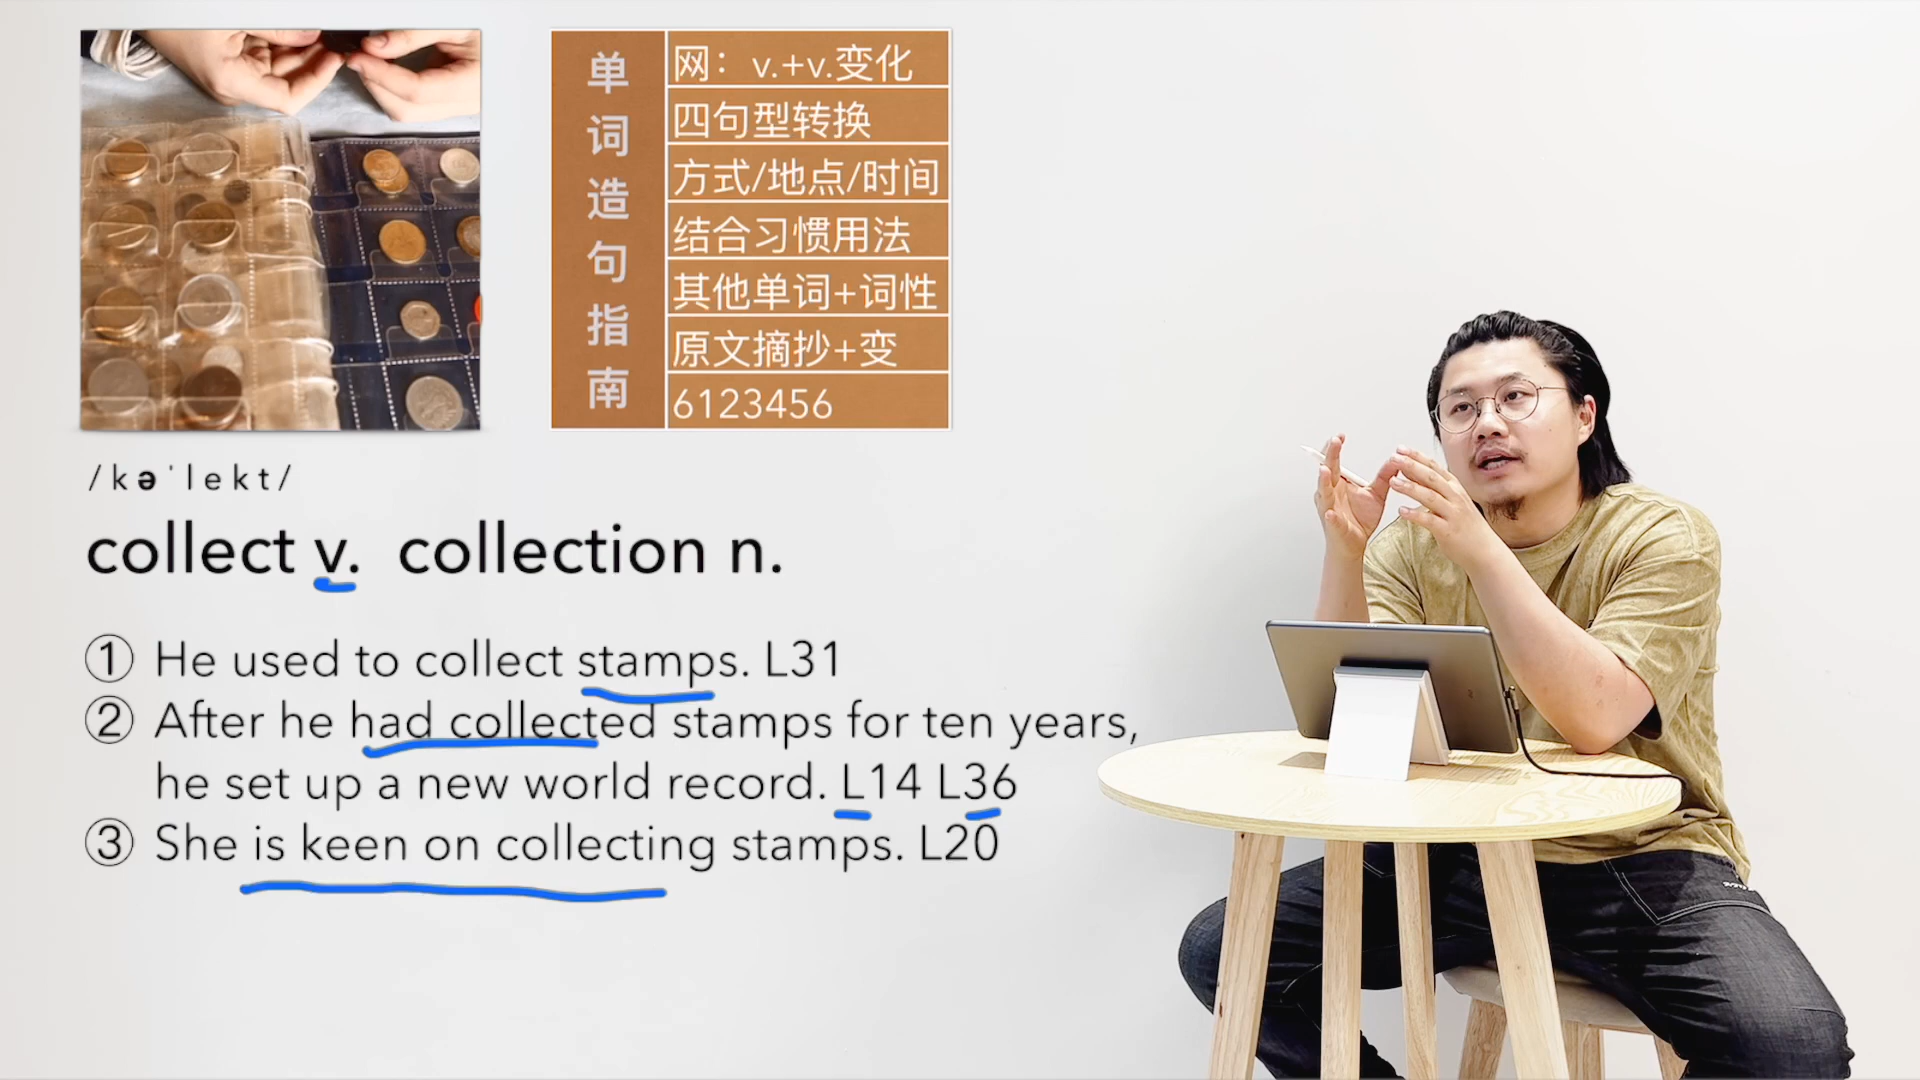 单词造句指南
网：v.+v.变化
四句型转换
方式/地点/时间
结合习惯用法
其他单词+词性
原文摘抄+变
6123456
/kəˈlekt/
collect v. collection n.
① He used to collect stamps. L31
② After he had collected stamps for ten years,
he set up a new world record. L14 L36
③ She is keen on collecting stamps. L20